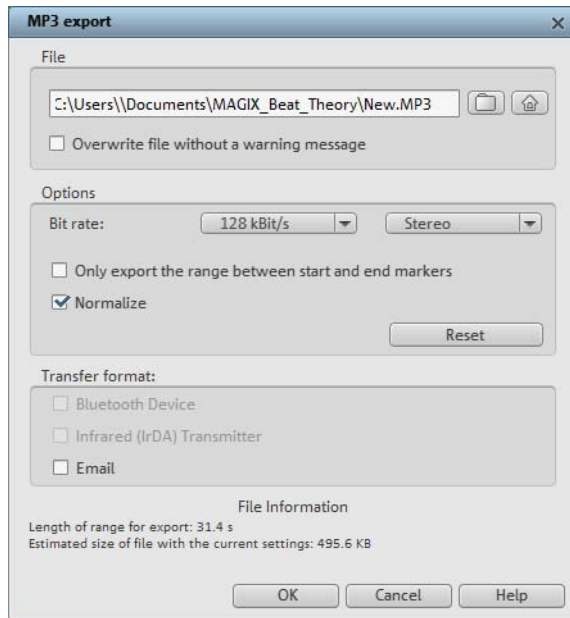 MP3 export
File
C:\Users\\Documents\MAGIX_Beat_Theory\New.MP3
Overwrite file without a warning message
Options
Bit rate: 128 kBit/s Stereo
Only export the range between start and end markers
Normalize
Reset
Transfer format:
Bluetooth Device
Infrared (IrDA) Transmitter
Email
File Information
Length of range for export: 31.4 s
Estimated size of file with the current settings: 495.6 KB
OK Cancel Help